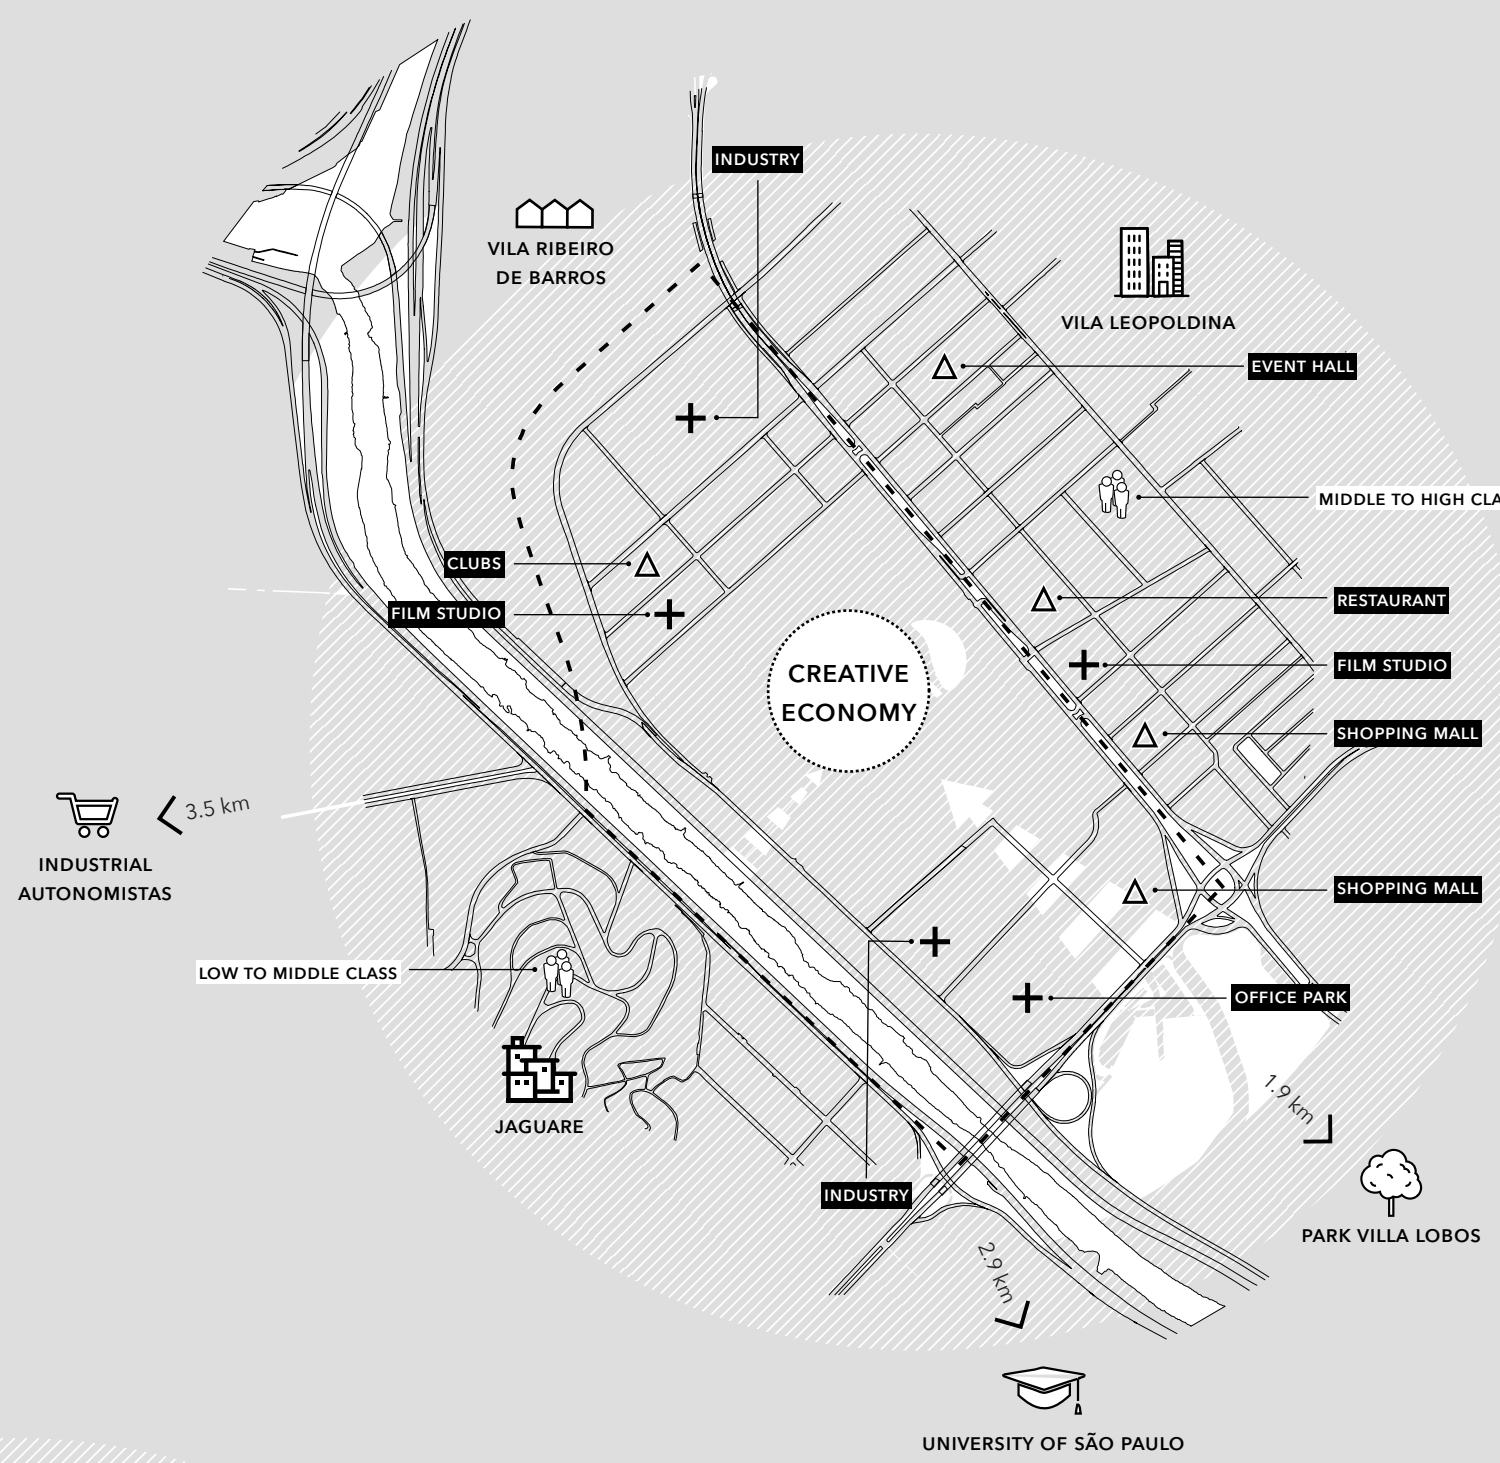 INDUSTRY
VILA RIBEIRO
DE BARROS
VILA LEOPOLDINA
EVENT HALL
MIDDLE TO HIGH CLA
CLUBS
FILM STUDIO
RESTAURANT
FILM STUDIO
CREATIVE
ECONOMY
SHOPPING MALL
3.5 km
INDUSTRIAL
AUTONOMISTAS
SHOPPING MALL
LOW TO MIDDLE CLASS
OFFICE PARK
JAGUARE
1.9 km
INDUSTRY
PARK VILLA LOBOS
2.9 km
UNIVERSITY OF SÃO PAULO